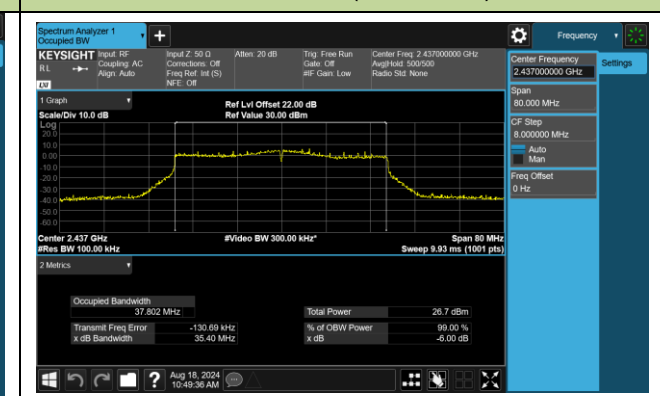 Spectrum Analyzer 1
Occupied BW
Frequency
KEYSIGHT
RL
Input: RF
Coupling: AC
Align: Auto
Input Z: 50 Ω
Corrections: Off
Freq Ref: Int (S)
NFE: Off
Atten: 20 dB
Trig: Free Run
Gate: Off
#IF Gain: Low
Center Freq: 2.437000000 GHz
Avg|Hold: 500/500
Radio Std: None
Center Frequency
2.437000000 GHz
Settings
Span
80.000 MHz
CF Step
8.000000 MHz
Auto
Man
Freq Offset
0 Hz
1 Graph
Scale/Div 10.0 dB
Ref Lvl Offset 22.00 dB
Ref Value 30.00 dBm
Log
20.0
10.0
0.00
-10.0
-20.0
-30.0
-40.0
-50.0
-60.0
Center 2.437 GHz
#Video BW 300.00 kHz*
Span 80 MHz
#Res BW 100.00 kHz
Sweep 9.93 ms (1001 pts)
2 Metrics
Occupied Bandwidth
37.802 MHz
Total Power 26.7 dBm
Transmit Freq Error -130.69 kHz
% of OBW Power 99.00 %
x dB Bandwidth 35.40 MHz
x dB -6.00 dB
Aug 18, 2024
10:49:36 AM